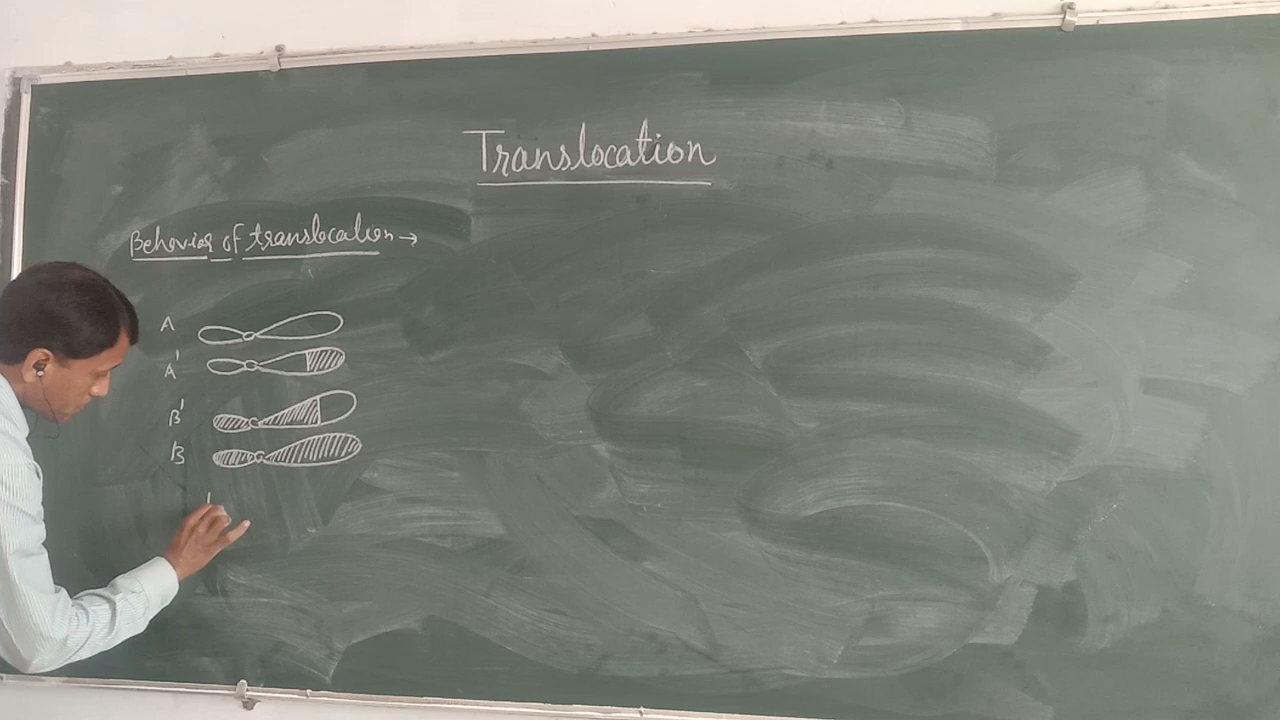 Translocation
Behavior of translocation →
A
A'
B'
B